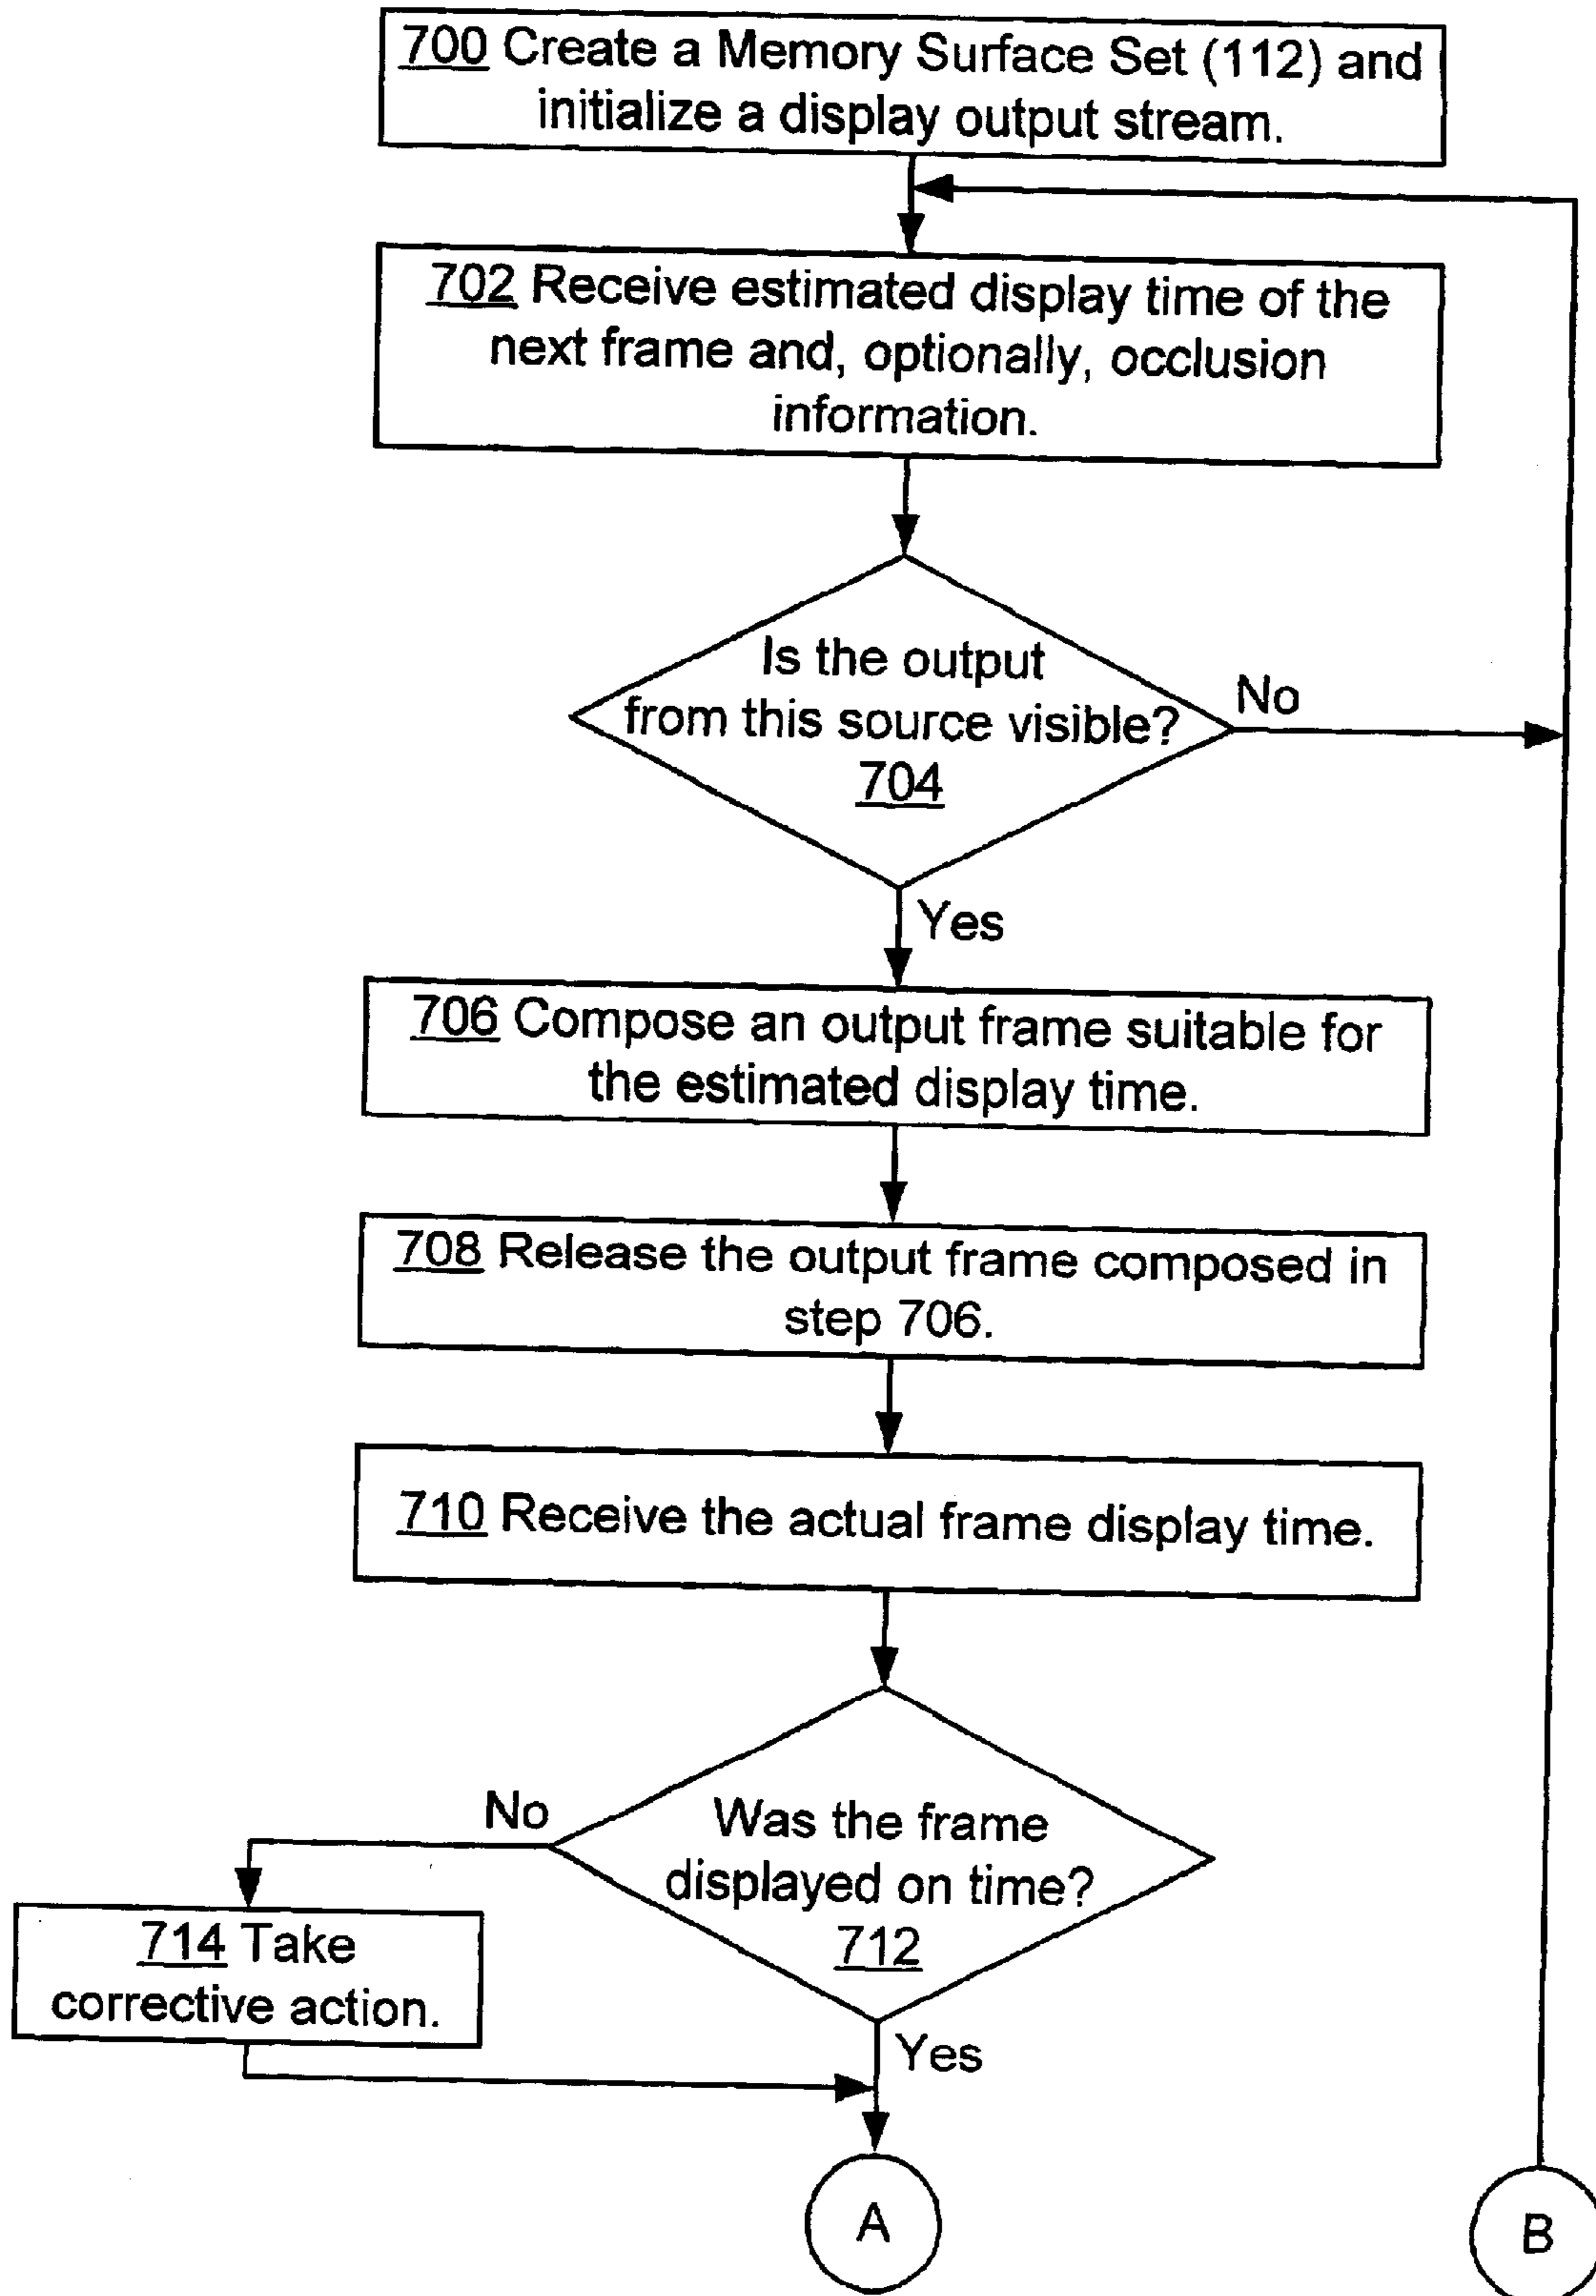 700 Create a Memory Surface Set (112) and
initialize a display output stream.
702 Receive estimated display time of the
next frame and, optionally, occlusion
information.
Is the output
from this source visible?
704
No
Yes
706 Compose an output frame suitable for
the estimated display time.
708 Release the output frame composed in
step 706.
710 Receive the actual frame display time.
No
Was the frame
displayed on time?
712
714 Take
corrective action.
Yes
A
B